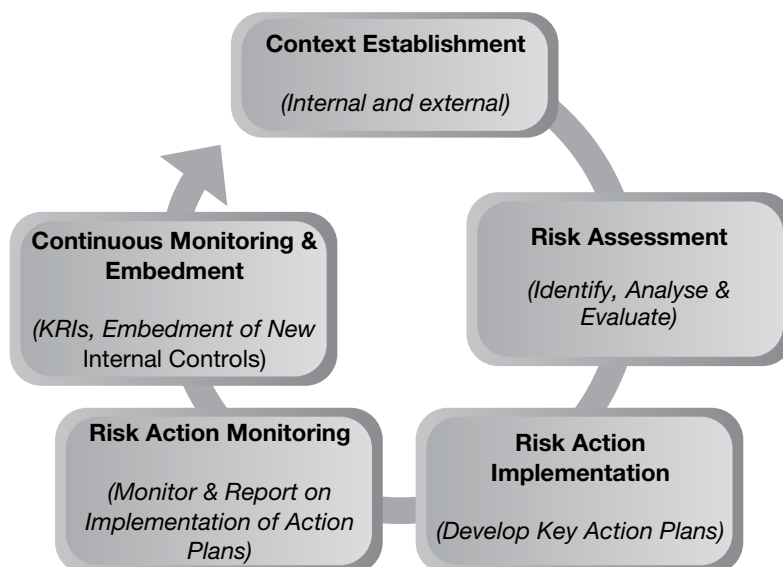 Context Establishment
(Internal and external)
Risk Assessment
(Identify, Analyse &
Evaluate)
Risk Action
Implementation
(Develop Key Action Plans)
Risk Action Monitoring
(Monitor & Report on
Implementation of Action
Plans)
Continuous Monitoring &
Embedment
(KRIs, Embedment of New
Internal Controls)